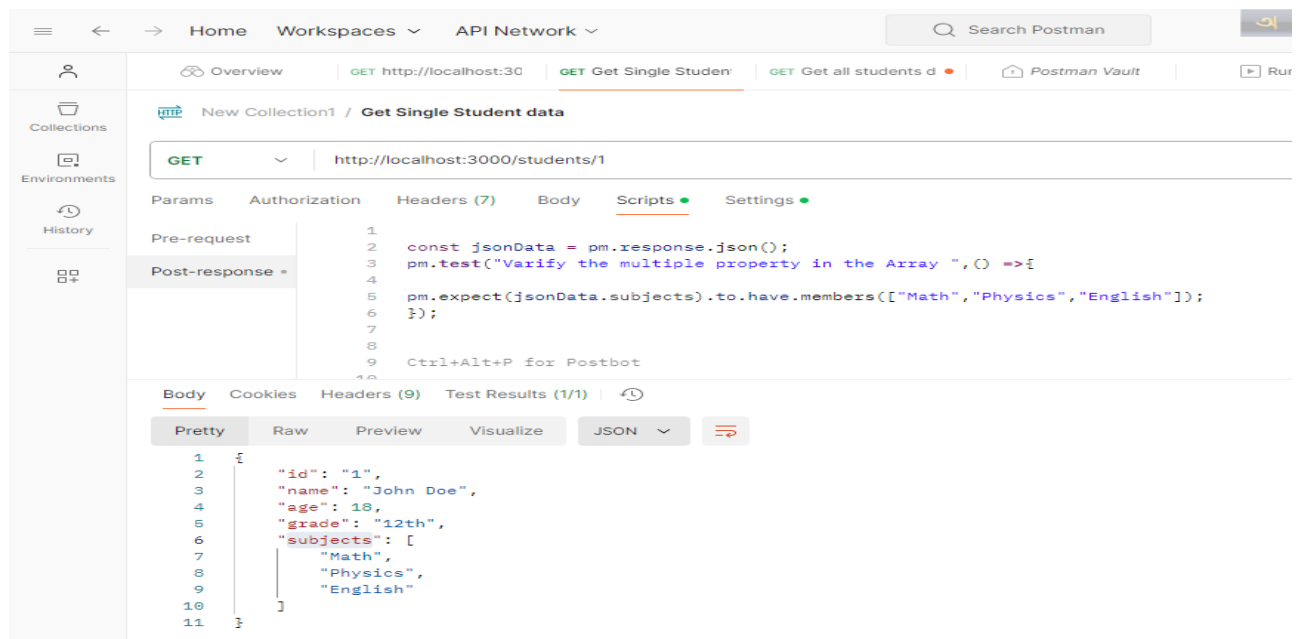 Home Workspaces API Network Search Postman அ
Overview GET http://localhost:30 GET Get Single Studen GET Get all students d Postman Vault Run
Collections
Environments
History
HTTP New Collection1 / Get Single Student data
GET http://localhost:3000/students/1
Params Authorization Headers (7) Body Scripts Settings
Pre-request
Post-response
1
2 const jsonData = pm.response.json();
3 pm.test("Varify the multiple property in the Array ",() =>{
4
5 pm.expect(jsonData.subjects).to.have.members(["Math","Physics","English"]);
6 });
7
8
9 Ctrl+Alt+P for Postbot
10
Body Cookies Headers (9) Test Results (1/1)
Pretty Raw Preview Visualize JSON
1 {
2 "id": "1",
3 "name": "John Doe",
4 "age": 18,
5 "grade": "12th",
6 "subjects": [
7 "Math",
8 "Physics",
9 "English"
10 ]
11 }